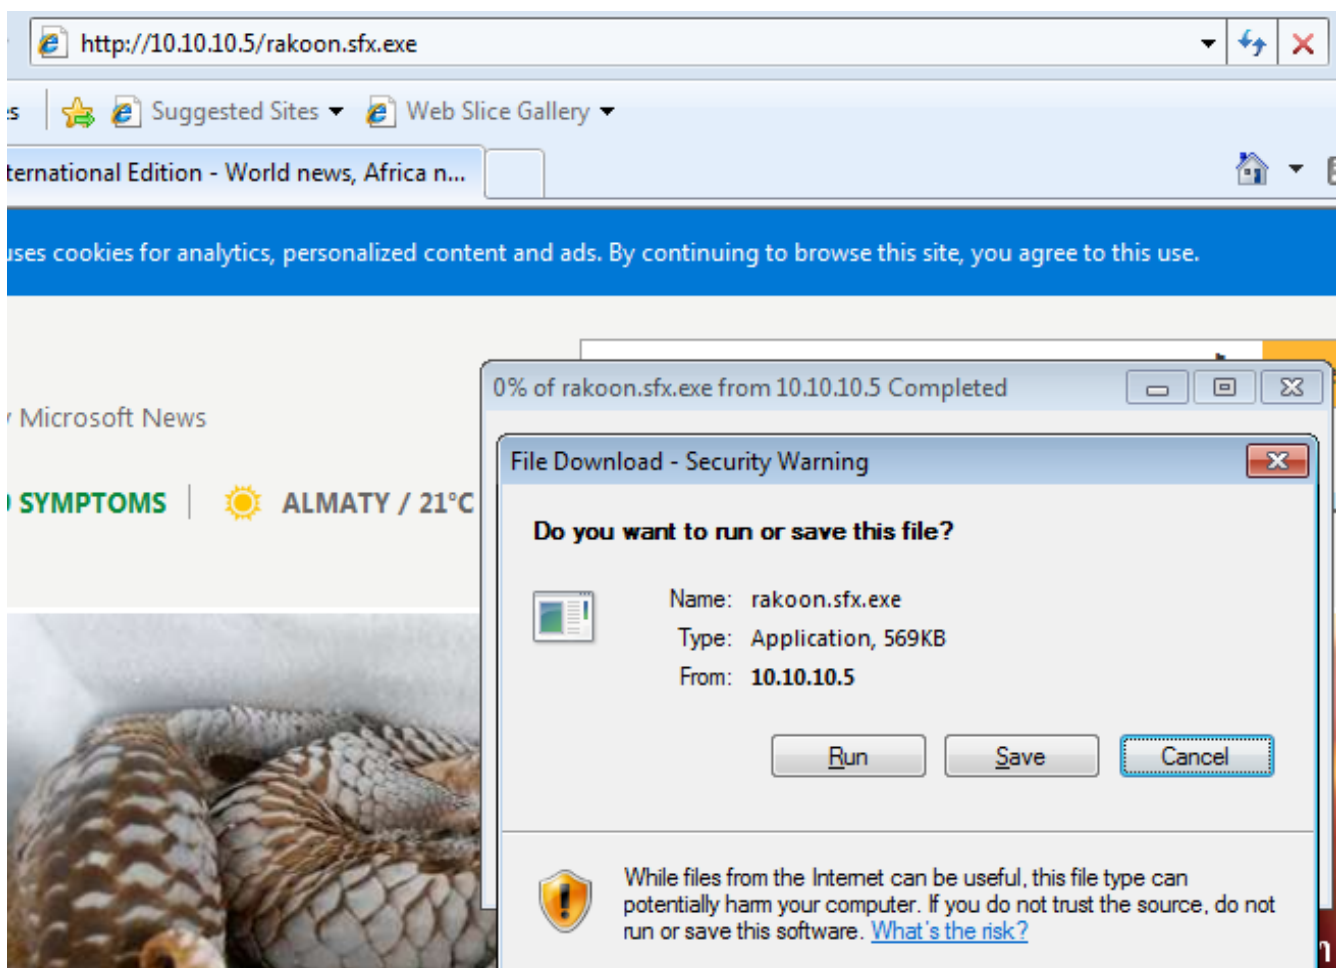 http://10.10.10.5/rakoon.sfx.exe
Suggested Sites
Web Slice Gallery
ternational Edition - World news, Africa n...
uses cookies for analytics, personalized content and ads. By continuing to browse this site, you agree to this use.
0% of rakoon.sfx.exe from 10.10.10.5 Completed
Microsoft News
File Download - Security Warning
SYMPTOMS
ALMATY / 21°C
Do you want to run or save this file?
Name: rakoon.sfx.exe
Type: Application, 569KB
From: 10.10.10.5
Run Save Cancel
While files from the Internet can be useful, this file type can
potentially harm your computer. If you do not trust the source, do not
run or save this software. What's the risk?